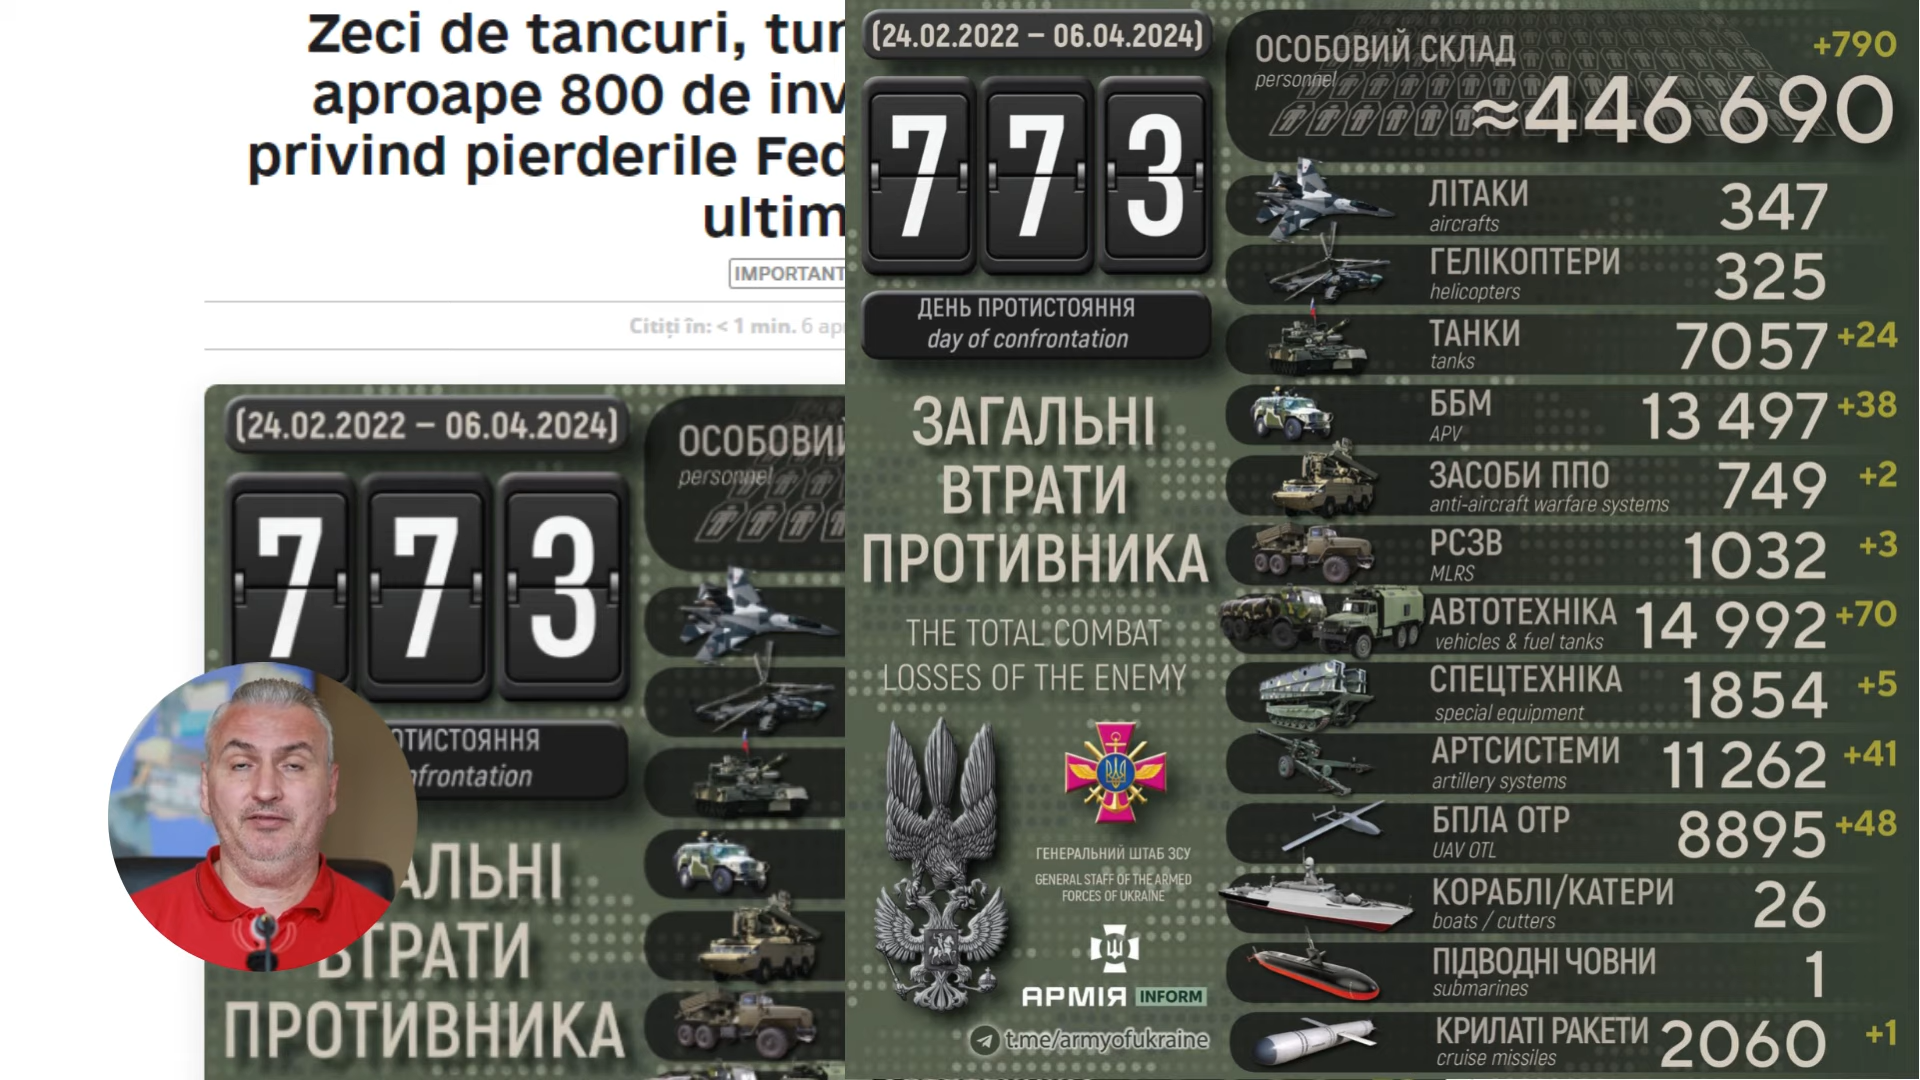 Zeci de tancuri, tur
aproape 800 de inv
privind pierderile Fed
ultim
IMPORTANT
Citiți în: < 1 min. 6 apr
(24.02.2022 – 06.04.2024)
ОСОБОВИЙ
personnel
773
ОТИСТОЯННЯ
nfrontation
АЛЬНІ
ВТРАТИ
ПРОТИВНИКА
(24.02.2022 – 06.04.2024)
773
ДЕНЬ ПРОТИСТОЯННЯ
day of confrontation
ЗАГАЛЬНІ
ВТРАТИ
ПРОТИВНИКА
THE TOTAL COMBAT
LOSSES OF THE ENEMY
ГЕНЕРАЛЬНИЙ ШТАБ ЗСУ
GENERAL STAFF OF THE ARMED
FORCES OF UKRAINE
АРМІЯ INFORM
t.me/armyofukraine
ОСОБОВИЙ СКЛАД +790
personnel
≈446 690
ЛІТАКИ 347
aircrafts
ГЕЛІКОПТЕРИ 325
helicopters
ТАНКИ 7057 +24
tanks
ББМ 13 497 +38
APV
ЗАСОБИ ППО 749 +2
anti-aircraft warfare systems
РСЗВ 1032 +3
MLRS
АВТОТЕХНІКА 14 992 +70
vehicles & fuel tanks
СПЕЦТЕХНІКА 1854 +5
special equipment
АРТСИСТЕМИ 11 262 +41
artillery systems
БПЛА ОТР 8895 +48
UAV OTL
КОРАБЛІ/КАТЕРИ 26
boats / cutters
ПІДВОДНІ ЧОВНИ 1
submarines
КРИЛАТІ РАКЕТИ 2060 +1
cruise missiles